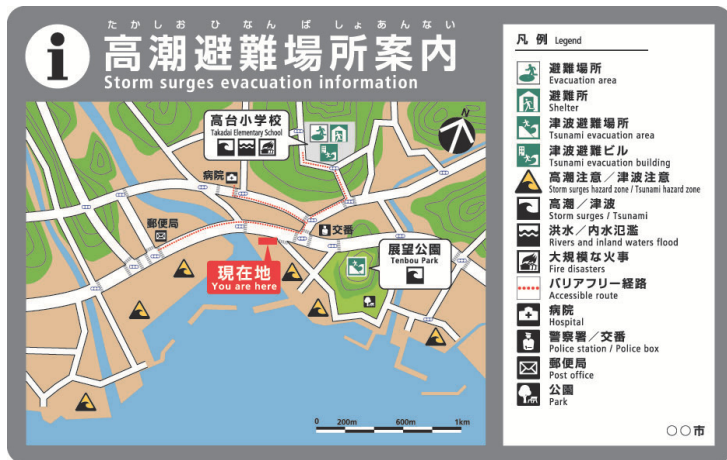 たかしおひなんばしょあんない
高潮避難場所案内
Storm surges evacuation information
高台小学校
Takadai Elementary School
病院
郵便局
交番
現在地
You are here
展望公園
Tenbou Park
N
0 200m 600m 1km
凡例 Legend
避難場所
Evacuation area
避難所
Shelter
津波避難場所
Tsunami evacuation area
津波避難ビル
Tsunami evacuation building
高潮注意/津波注意
Storm surges hazard zone / Tsunami hazard zone
高潮/津波
Storm surges / Tsunami
洪水/内水氾濫
Rivers and inland waters flood
大規模な火事
Fire disasters
バリアフリー経路
Accessible route
病院
Hospital
警察署/交番
Police station / Police box
郵便局
Post office
公園
Park
○○市